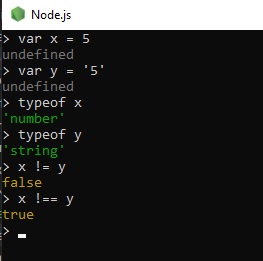 Node.js
> var x = 5
undefined
> var y = '5'
undefined
> typeof x
'number'
> typeof y
'string'
> x != y
false
> x !== y
true
>